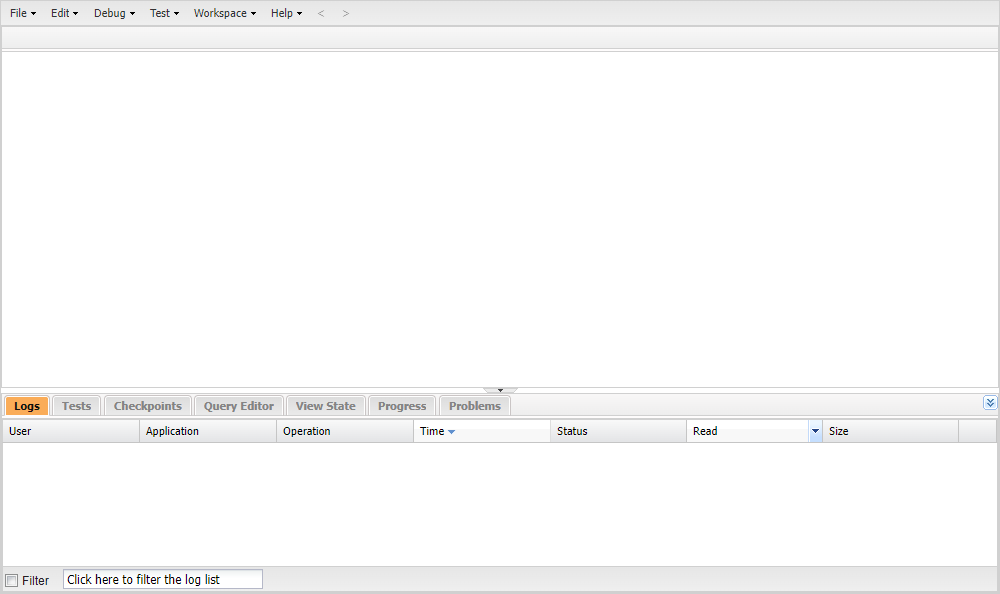 File Edit Debug Test Workspace Help < >
Logs Tests Checkpoints Query Editor View State Progress Problems
User Application Operation Time Status Read Size
Filter Click here to filter the log list